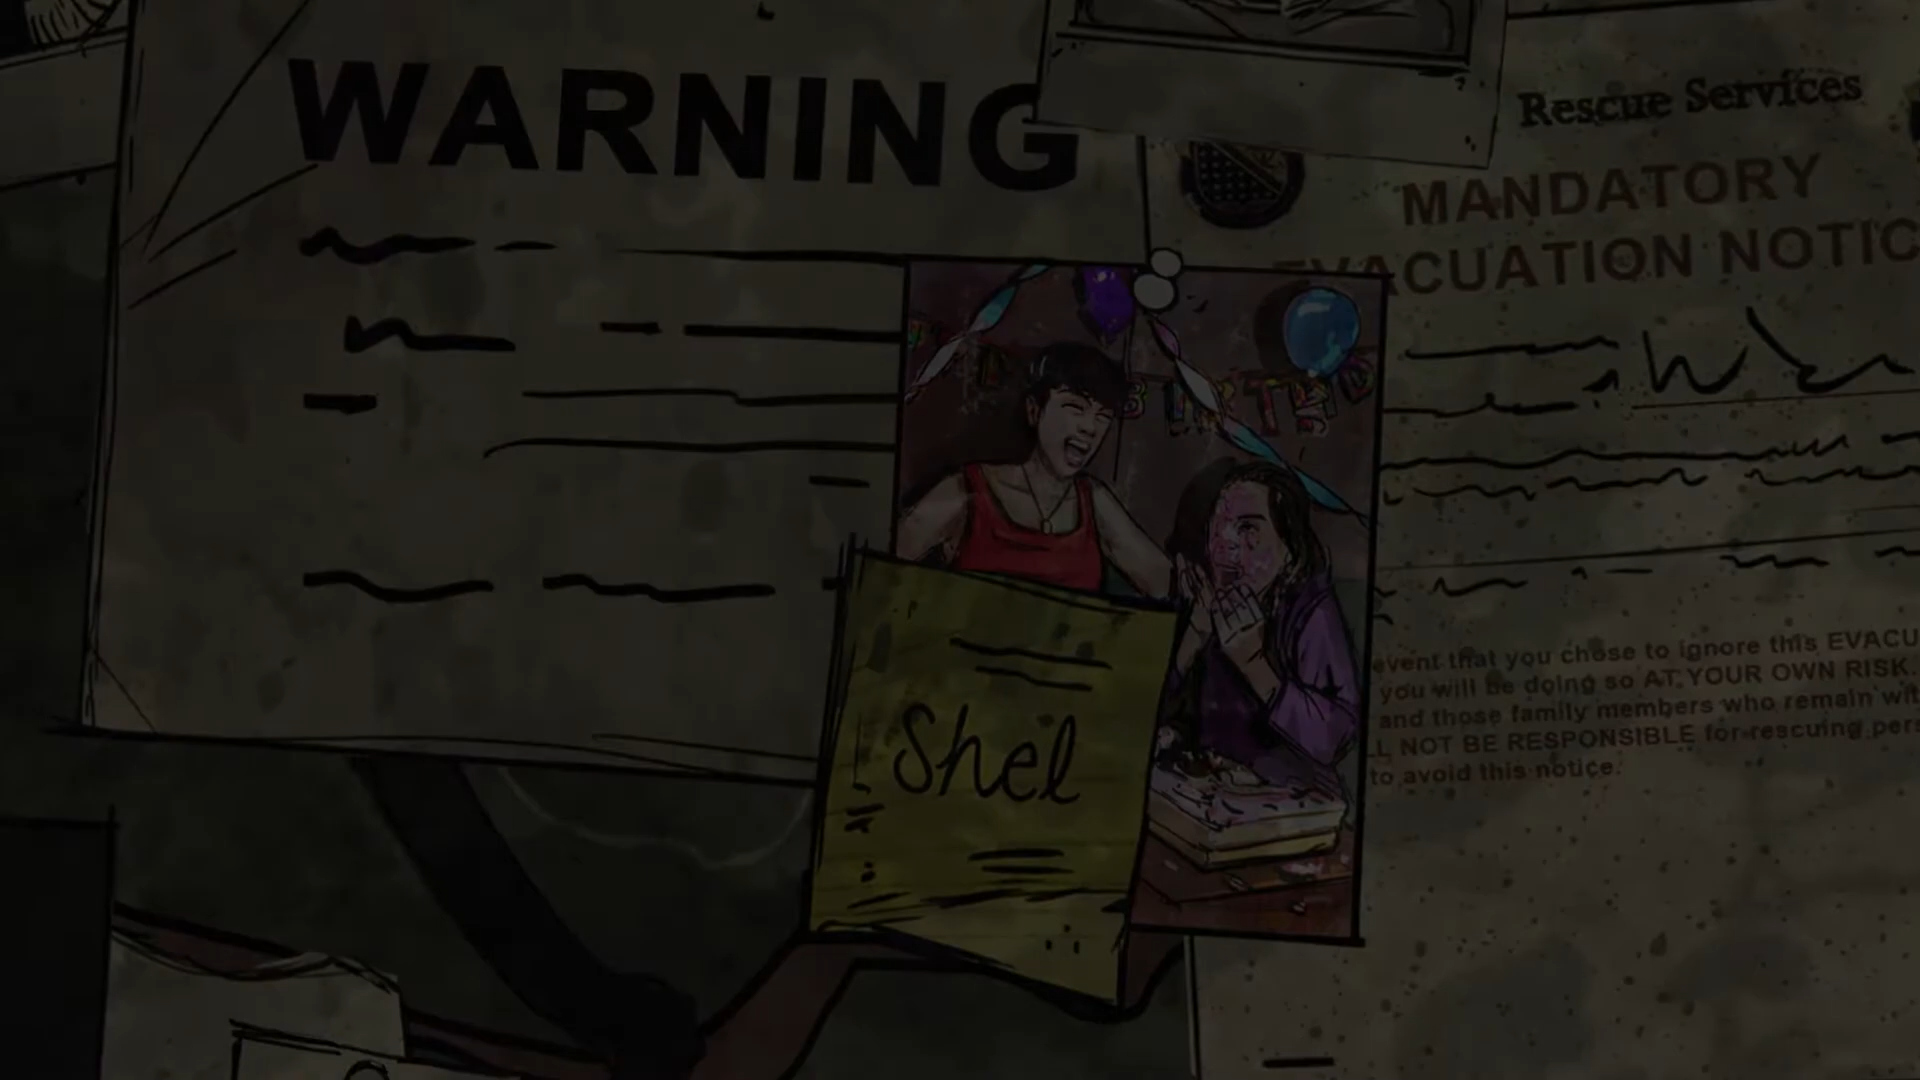 WARNING
Rescue Services
MANDATORY
EVACUATION NOTIC
BIRTHD
Shel
event that you chose to ignore this EVACU
you will be doing so AT YOUR OWN RISK.
and those family members who remain wit
LL NOT BE RESPONSIBLE for rescuing pers
to avoid this notice.